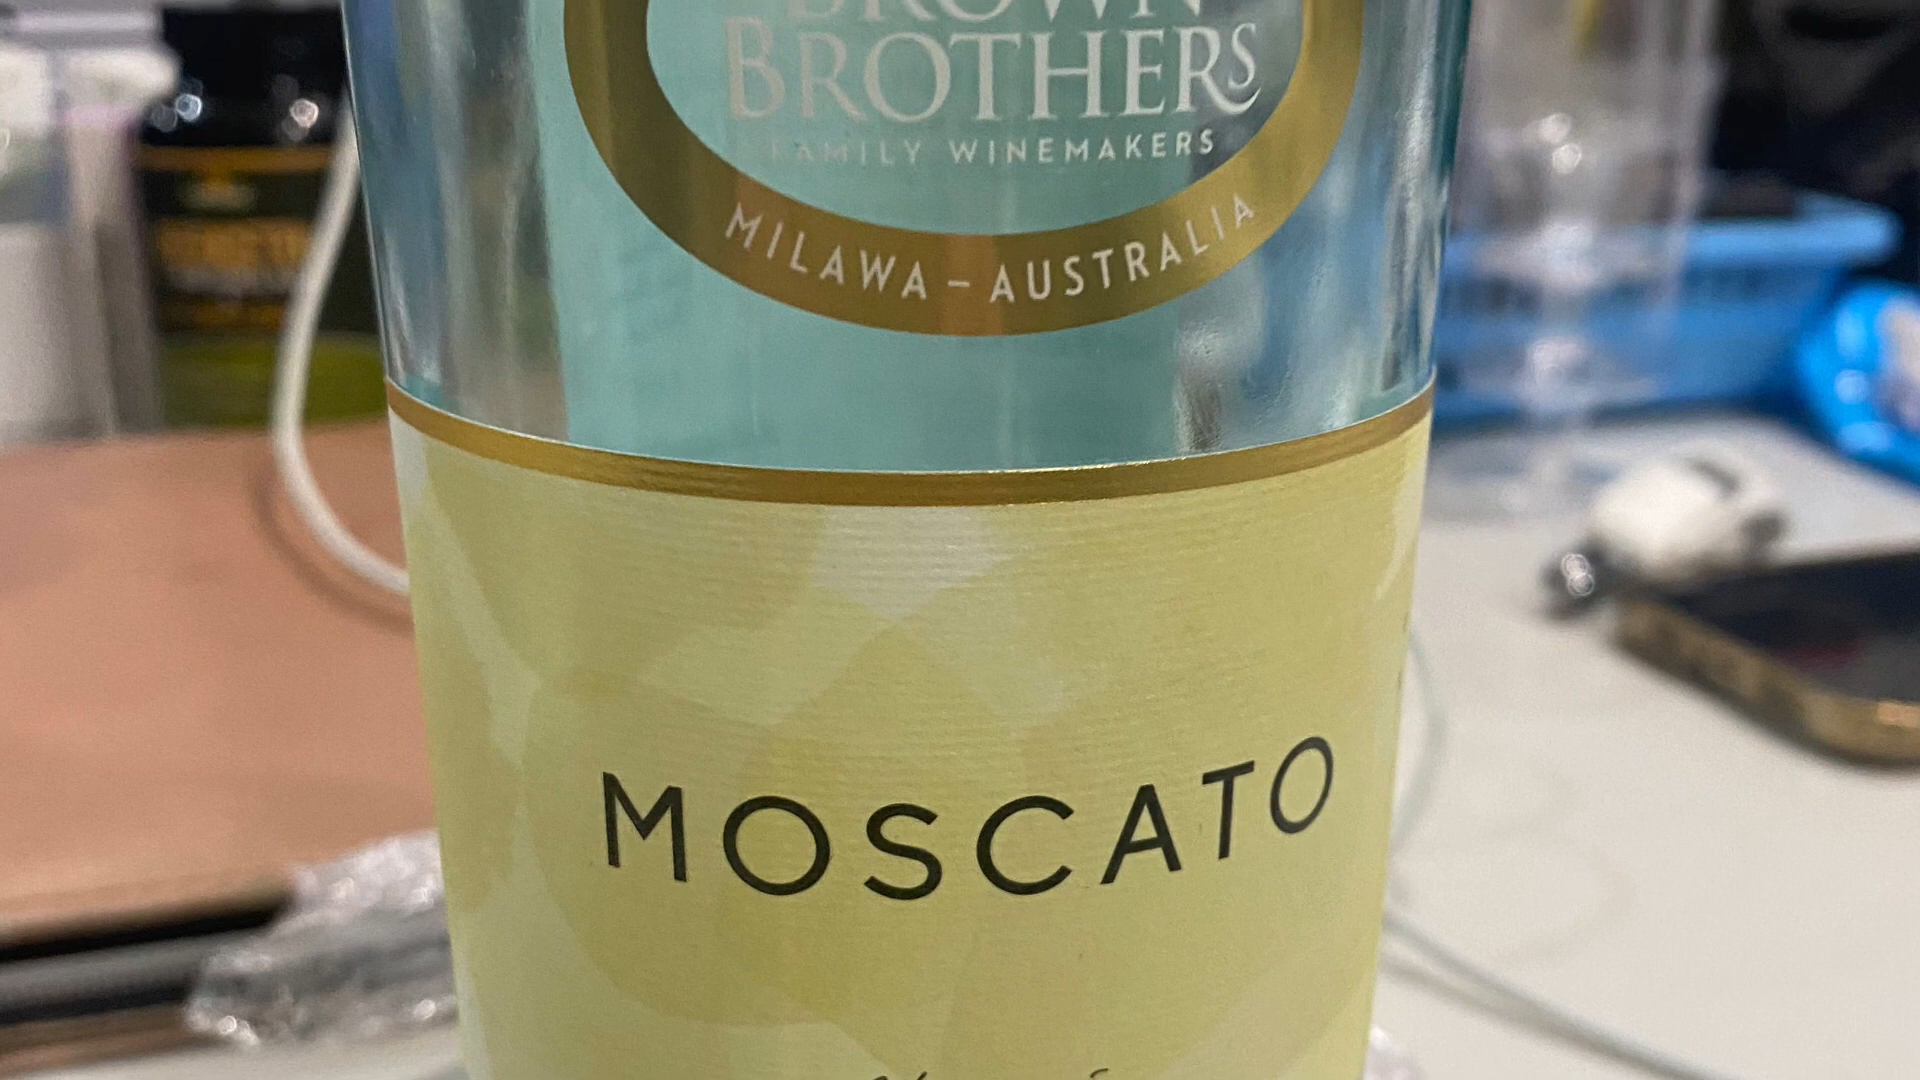 BROWN
BROTHERS
FAMILY WINEMAKERS
MILAWA – AUSTRALIA
MOSCATO